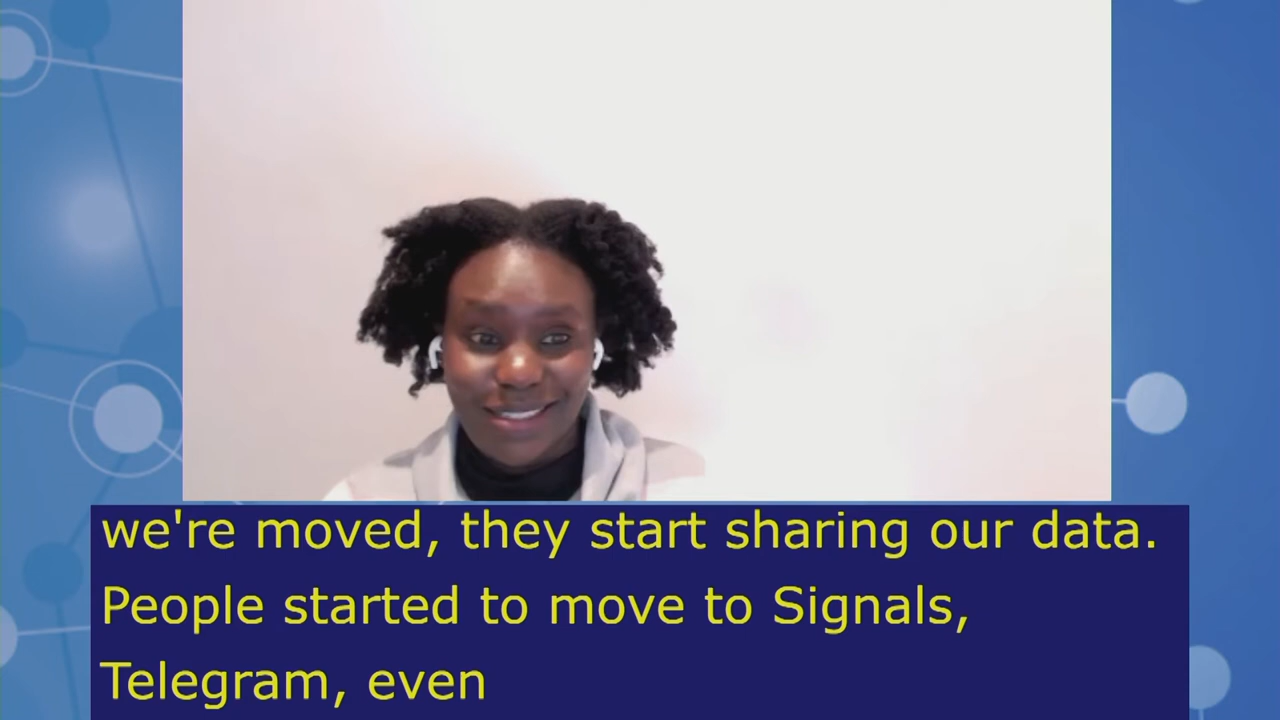 we're moved, they start sharing our data.
People started to move to Signals,
Telegram, even